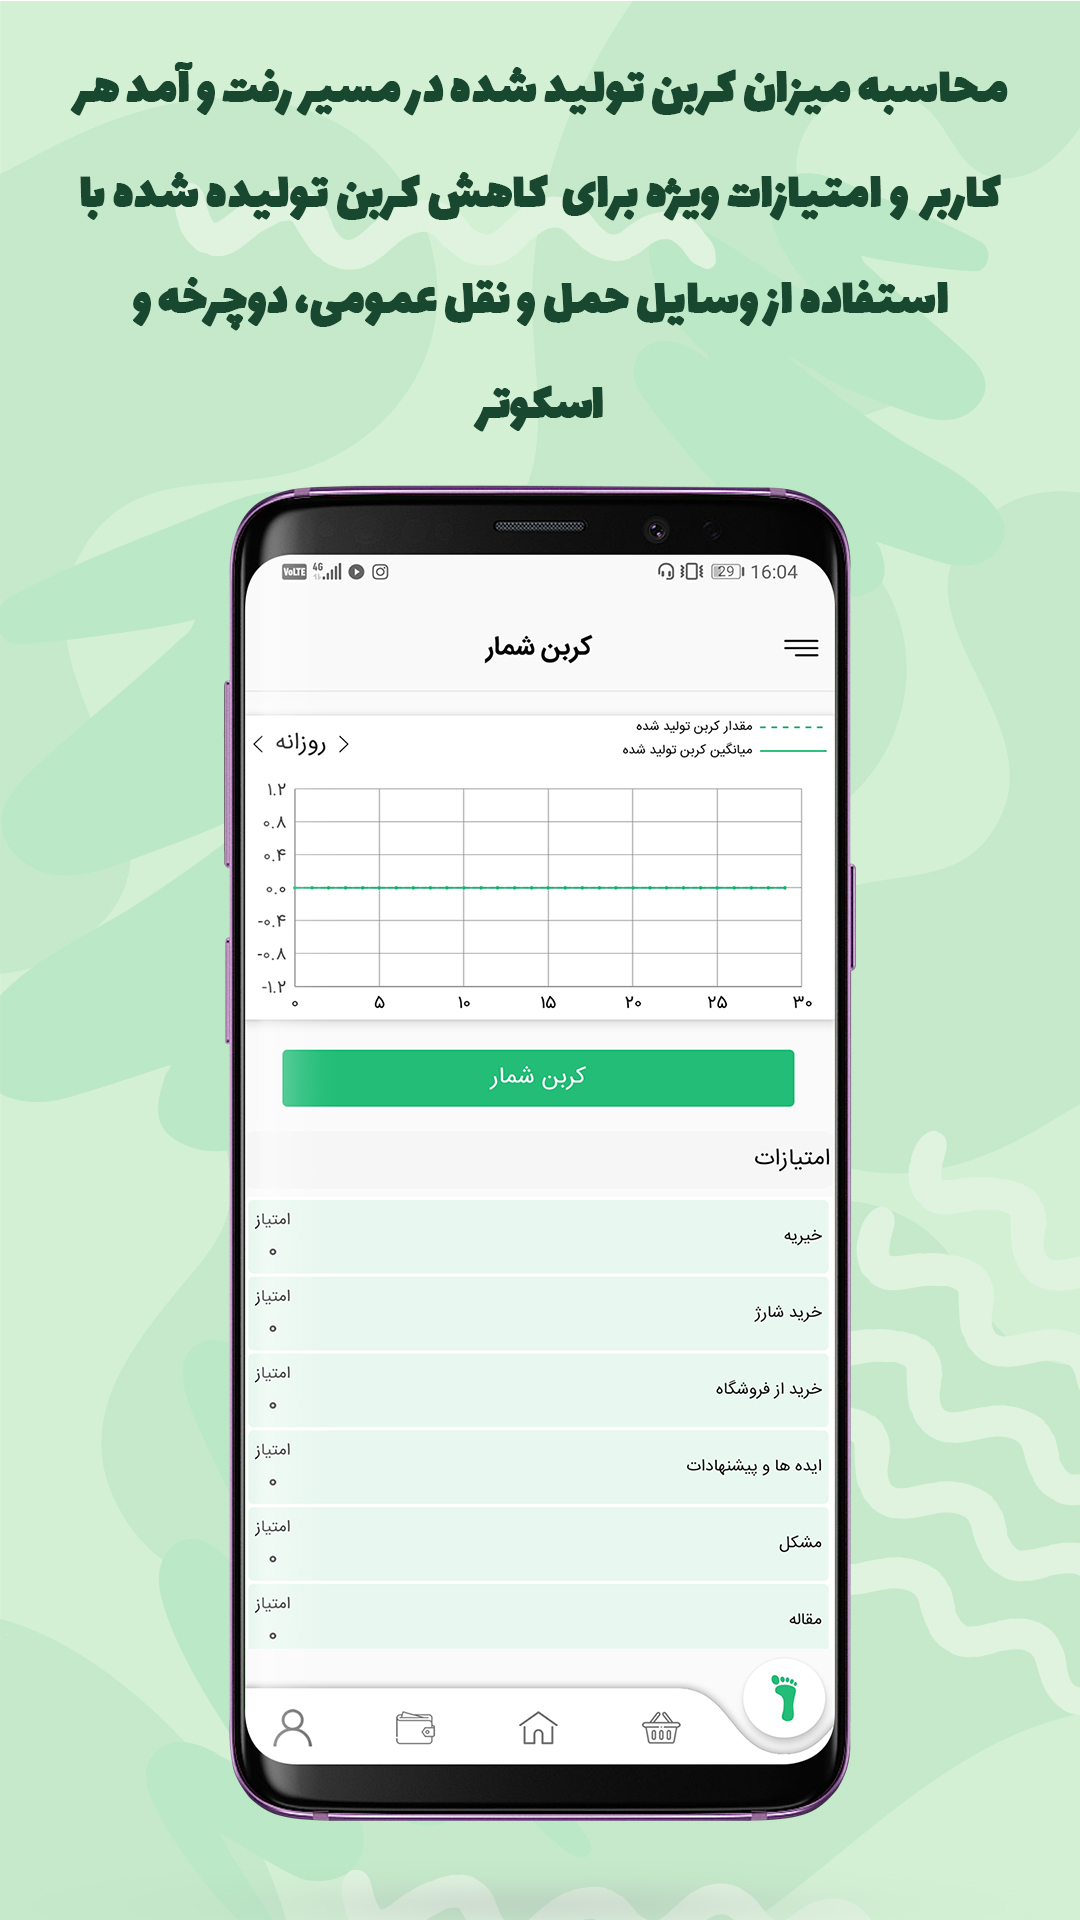 محاسبه میزان کربن تولید شده در مسیر رفت و آمد هر
کاربر و امتیازات ویژه برای کاهش کربن تولیده شده با
استفاده از وسایل حمل و نقل عمومی، دوچرخه و
اسکوتر
VoLTE 4G 29 16:04
کربن شمار
مقدار کربن تولید شده
میانگین کربن تولید شده
روزانه
۱.۲
۰.۸
۰.۴
۰.۰
-۰.۴
-۰.۸
-۱.۲
۰ ۵ ۱۰ ۱۵ ۲۰ ۲۵ ۳۰
کربن شمار
امتیازات
خیریه
امتیاز
۰
خرید شارژ
امتیاز
۰
خرید از فروشگاه
امتیاز
۰
ایده ها و پیشنهادات
امتیاز
۰
مشکل
امتیاز
۰
مقاله
امتیاز
۰